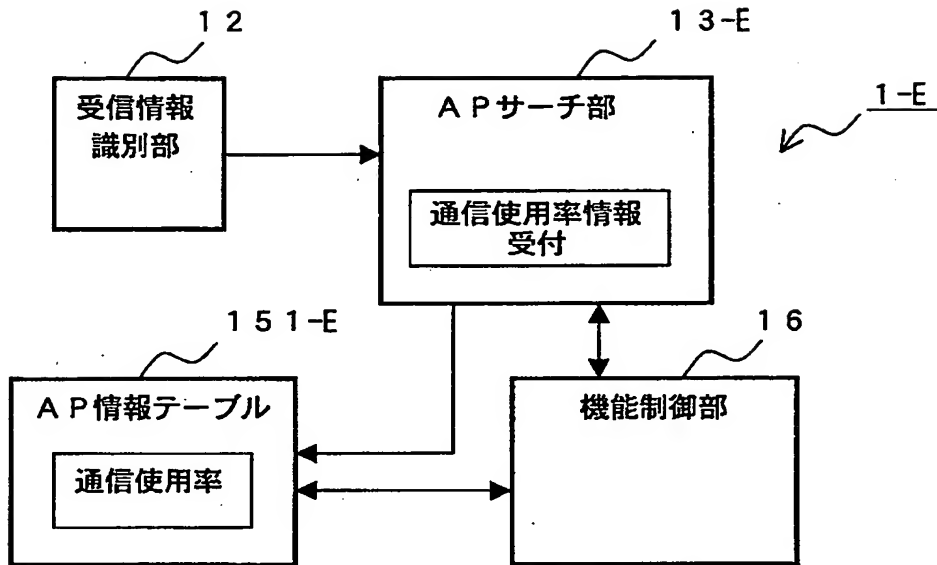 １２
１３-E
1-E
受信情報
識別部
ＡＰサーチ部
通信使用率情報
受付
１５１-E
１６
ＡＰ情報テーブル
通信使用率
機能制御部